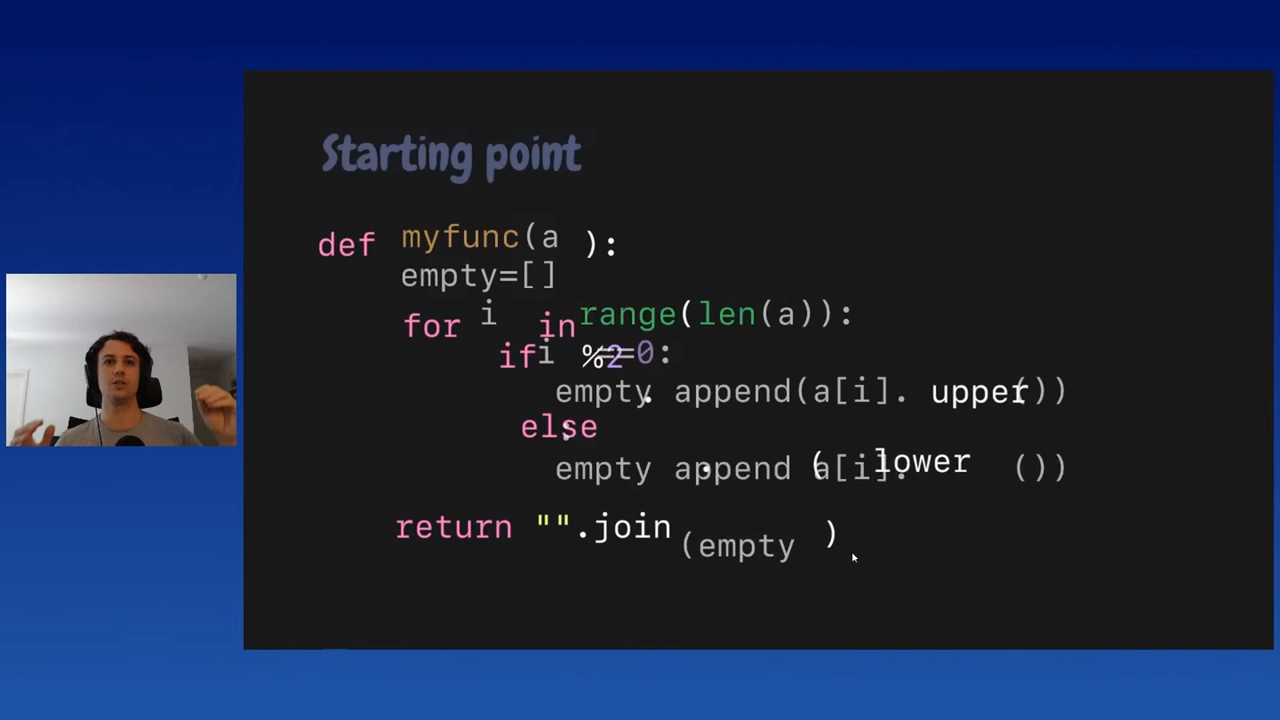 Starting point
def myfunc(a ):
empty=[]
for i in range(len(a)):
if i %2==0:
empty. append(a[i]. upper())
else:
empty.append (a[i]. lower ())
return "".join(empty )